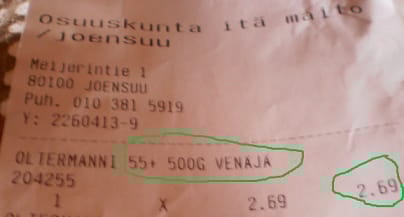 Osuuskunta itä maito
/joensuu
Meijerintie 1
80100 JOENSUU
Puh. 010 381 5919
Y: 2260413-9
OLTERMANNI 55+ 500G VENÄJÄ
204255 2.69
1 X 2.69